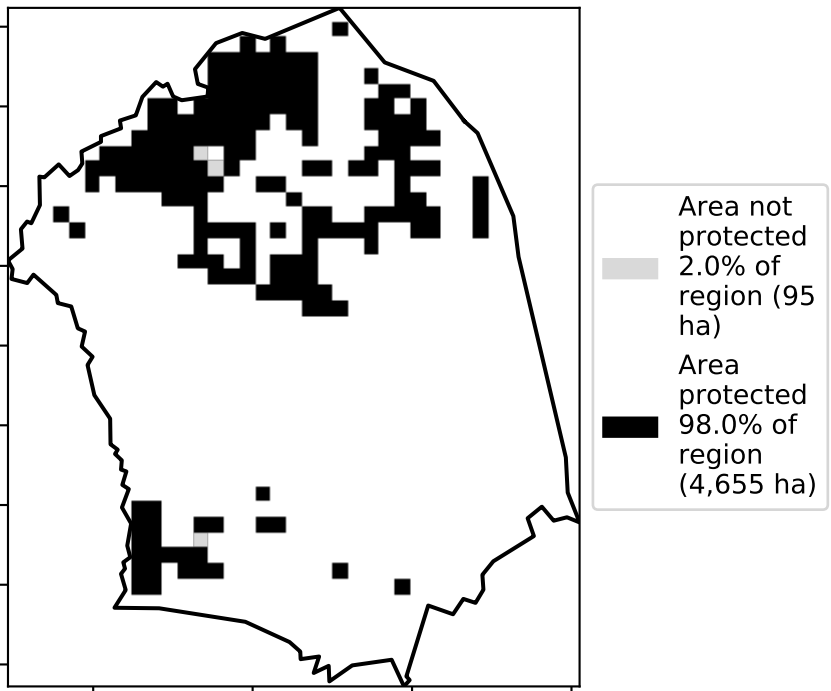 Area not
protected
2.0% of
region (95
ha)
Area
protected
98.0% of
region
(4,655 ha)